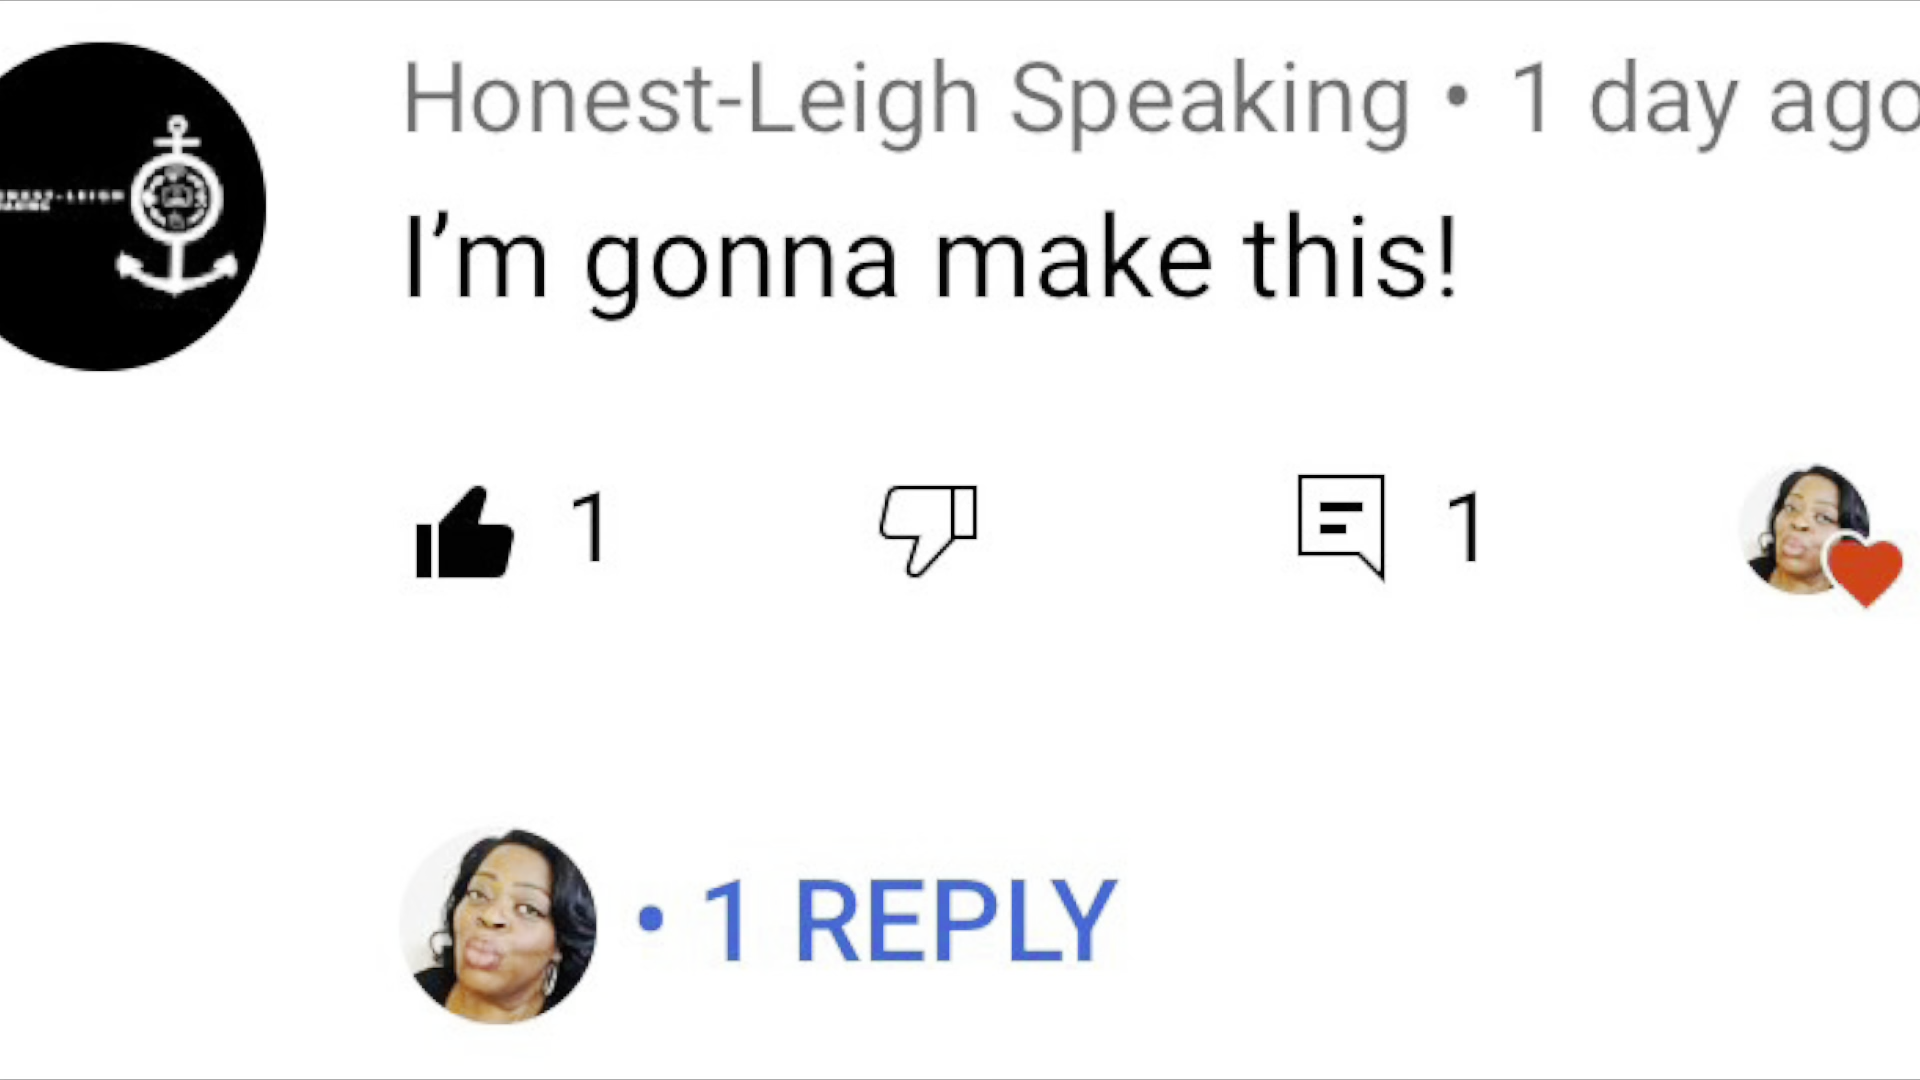 Honest-Leigh Speaking • 1 day ago
I’m gonna make this!
1
1
• 1 REPLY